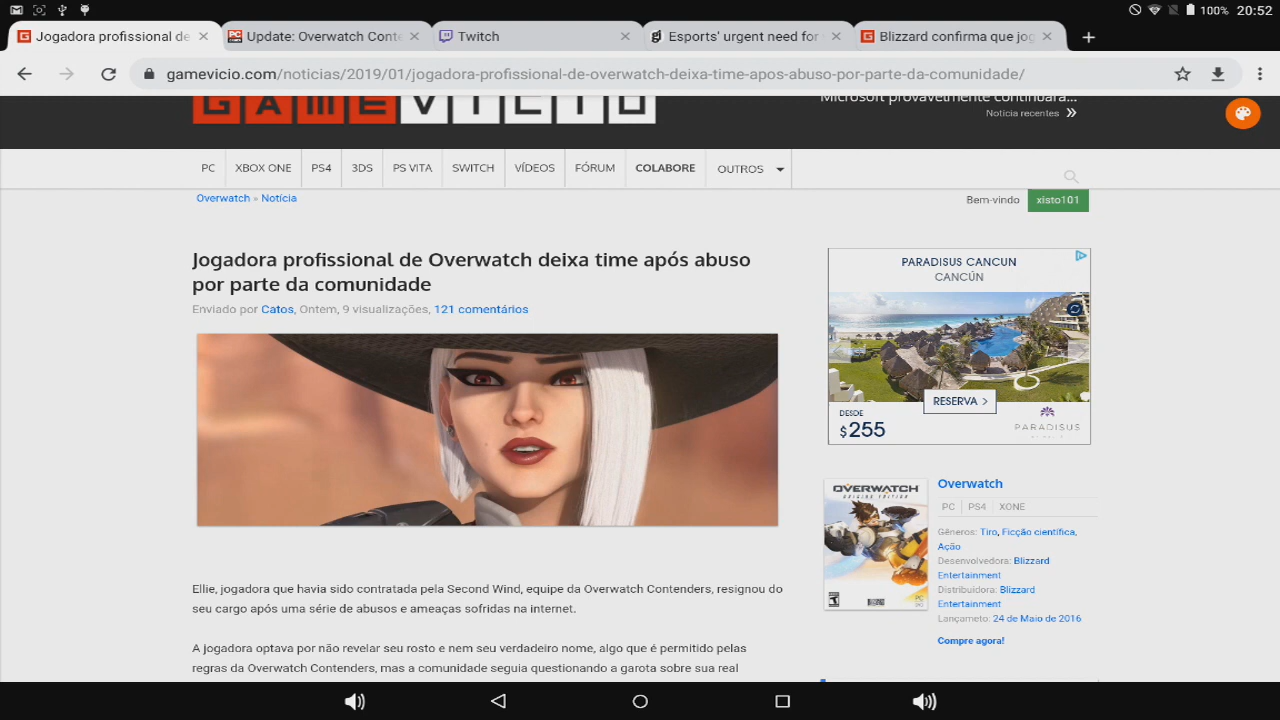 100% 20:52
Jogadora profissional de
Update: Overwatch Conte
Twitch
Esports' urgent need for
Blizzard confirma que jog
gamevicio.com/noticias/2019/01/jogadora-profissional-de-overwatch-deixa-time-apos-abuso-por-parte-da-comunidade/
GAMEVICIO
Microsoft provavelmente continuará...
Notícia recentes
PC XBOX ONE PS4 3DS PS VITA SWITCH VÍDEOS FÓRUM COLABORE OUTROS
Overwatch » Notícia
Bem-vindo xisto101
Jogadora profissional de Overwatch deixa time após abuso
por parte da comunidade
Enviado por Catos, Ontem, 9 visualizações, 121 comentários
Ellie, jogadora que havia sido contratada pela Second Wind, equipe da Overwatch Contenders, resignou do
seu cargo após uma série de abusos e ameaças sofridas na internet.
A jogadora optava por não revelar seu rosto e nem seu verdadeiro nome, algo que é permitido pelas
regras da Overwatch Contenders, mas a comunidade seguia questionando a garota sobre sua real
PARADISUS CANCUN
CANCÚN
RESERVA >
DESDE
$255
PARADISUS
OVERWATCH
ORIGINS EDITION
Overwatch
PC PS4 XONE
Gêneros: Tiro, Ficção científica,
Ação
Desenvolvedora: Blizzard
Entertainment
Distribuidora: Blizzard
Entertainment
Lançameto: 24 de Maio de 2016
Compre agora!